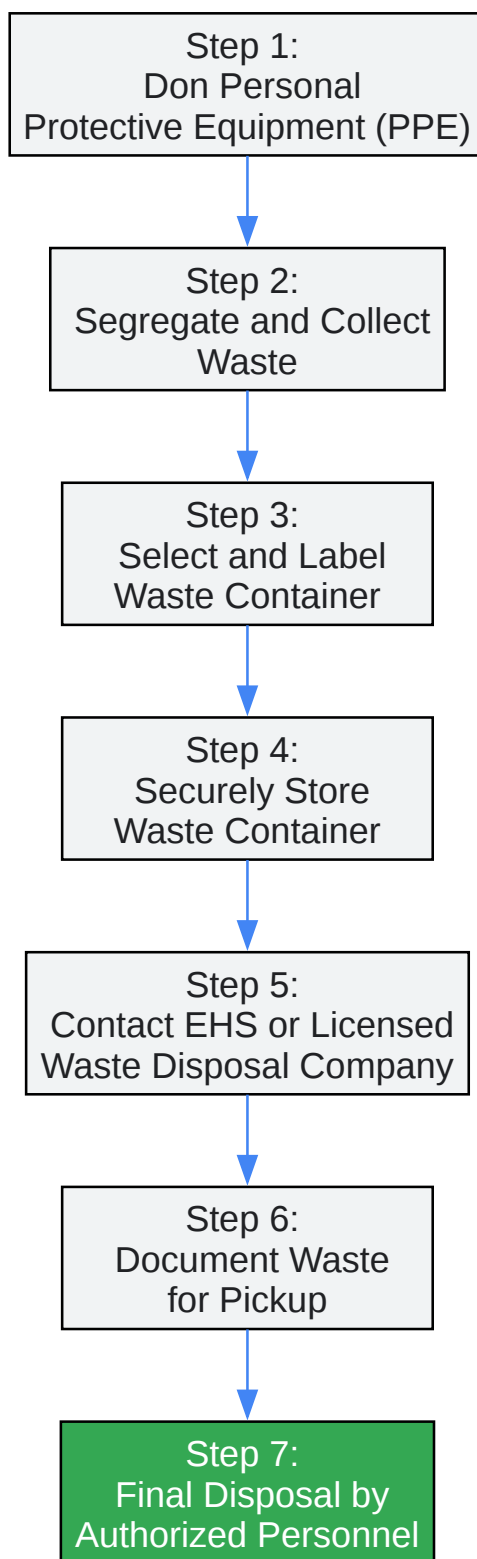 Step 1:
Don Personal
Protective Equipment (PPE)
Step 2:
Segregate and Collect
Waste
Step 3:
Select and Label
Waste Container
Step 4:
Securely Store
Waste Container
Step 5:
Contact EHS or Licensed
Waste Disposal Company
Step 6:
Document Waste
for Pickup
Step 7:
Final Disposal by
Authorized Personnel